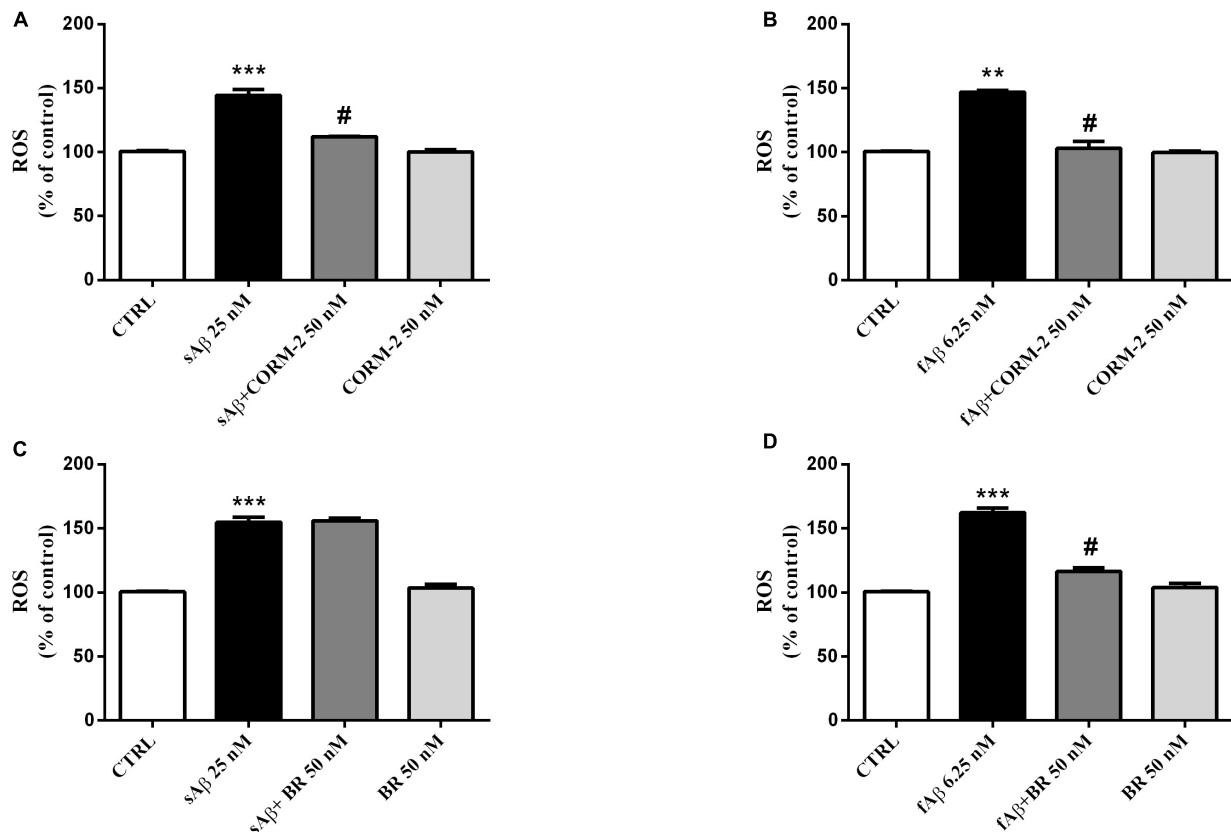 A
200
150
100
50
0
ROS
(% of control)
***
#
CTRL
sAβ 25 nM
sAβ+CORM-2 50 nM
CORM-2 50 nM
B
200
150
100
50
0
ROS
(% of control)
**
#
CTRL
fAβ 6.25 nM
fAβ+CORM-2 50 nM
CORM-2 50 nM
C
200
150
100
50
0
ROS
(% of control)
***
CTRL
sAβ 25 nM
sAβ+ BR 50 nM
BR 50 nM
D
200
150
100
50
0
ROS
(% of control)
***
#
CTRL
fAβ 6.25 nM
fAβ+BR 50 nM
BR 50 nM